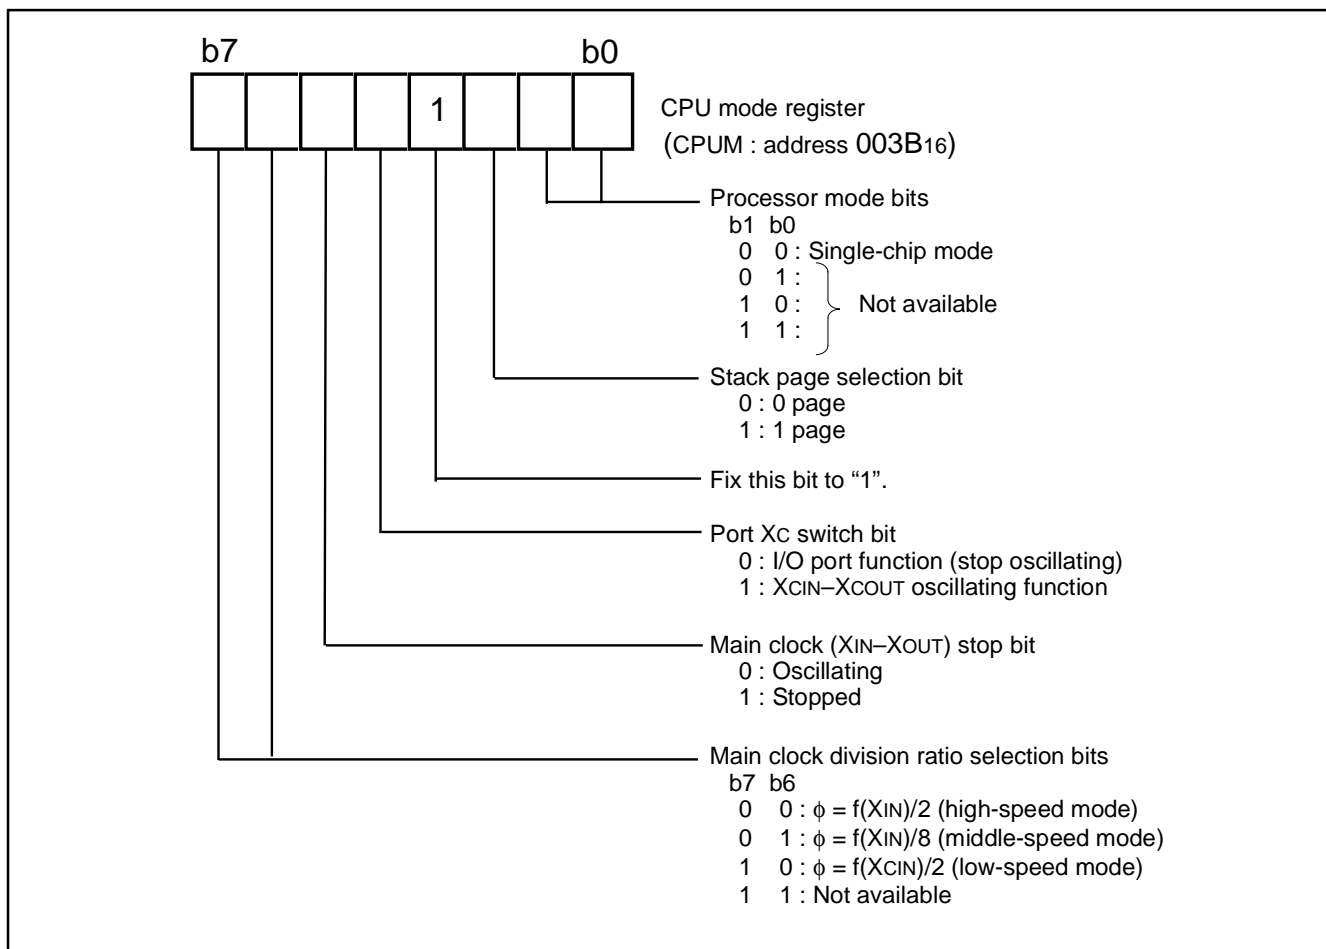 b7 b0
1
CPU mode register
(CPUM : address 003B16)
Processor mode bits
b1 b0
0 0 : Single-chip mode
0 1 :
1 0 : Not available
1 1 :
Stack page selection bit
0 : 0 page
1 : 1 page
Fix this bit to “1”.
Port XC switch bit
0 : I/O port function (stop oscillating)
1 : XCIN–XCOUT oscillating function
Main clock (XIN–XOUT) stop bit
0 : Oscillating
1 : Stopped
Main clock division ratio selection bits
b7 b6
0 0 : ϕ = f(XIN)/2 (high-speed mode)
0 1 : ϕ = f(XIN)/8 (middle-speed mode)
1 0 : ϕ = f(XCIN)/2 (low-speed mode)
1 1 : Not available